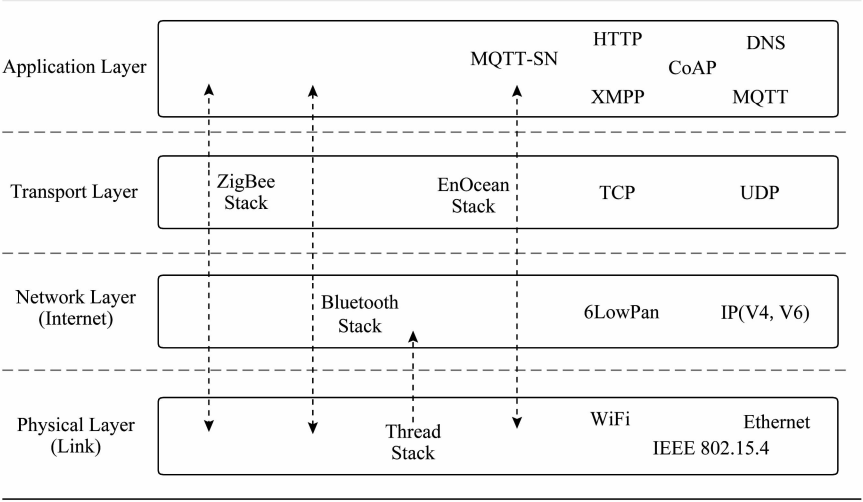 Application Layer
MQTT-SN
HTTP
DNS
CoAP
XMPP
MQTT
Transport Layer
ZigBee
Stack
EnOcean
Stack
TCP
UDP
Network Layer
(Internet)
Bluetooth
Stack
6LowPan
IP(V4, V6)
Physical Layer
(Link)
Thread
Stack
WiFi
Ethernet
IEEE 802.15.4